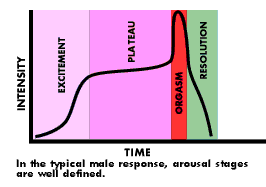 INTENSITY
EXCITEMENT
PLATEAU
ORGASM
RESOLUTION
TIME
In the typical male response, arousal stages
are well defined.